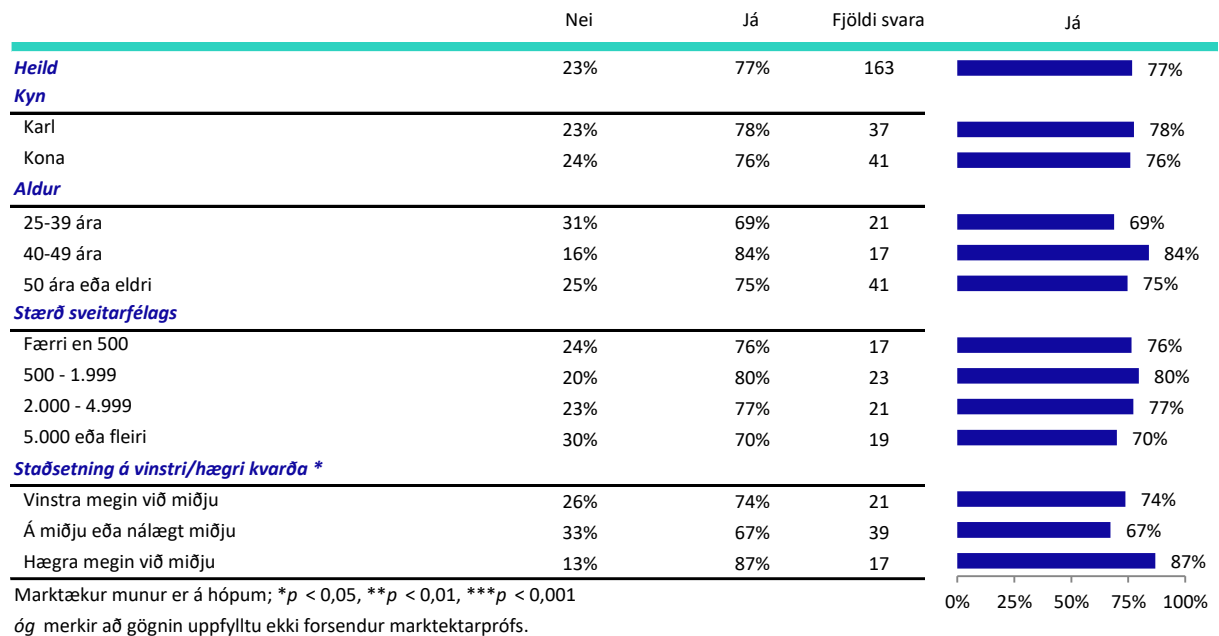 Nei Já Fjöldi svara Já
Heild 23% 77% 163 77%
Kyn
Karl 23% 78% 37 78%
Kona 24% 76% 41 76%
Aldur
25-39 ára 31% 69% 21 69%
40-49 ára 16% 84% 17 84%
50 ára eða eldri 25% 75% 41 75%
Stærð sveitarfélags
Færri en 500 24% 76% 17 76%
500 - 1.999 20% 80% 23 80%
2.000 - 4.999 23% 77% 21 77%
5.000 eða fleiri 30% 70% 19 70%
Staðsetning á vinstri/hægri kvarða *
Vinstra megin við miðju 26% 74% 21 74%
Á miðju eða nálægt miðju 33% 67% 39 67%
Hægra megin við miðju 13% 87% 17 87%
Marktækur munur er á hópum; *p < 0,05, **p < 0,01, ***p < 0,001 0% 25% 50% 75% 100%
óg merkir að gögnin uppfylltu ekki forsendur marktektarprófs.